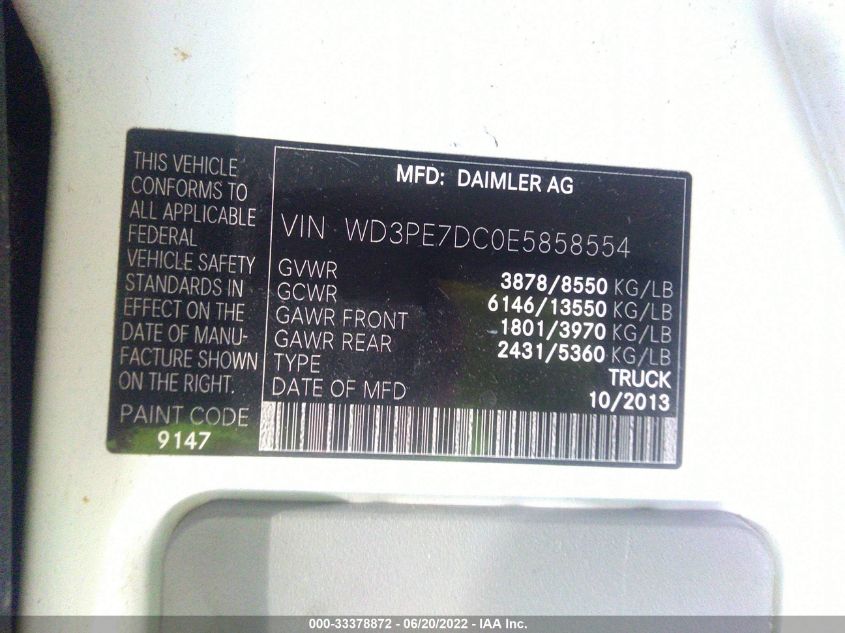 THIS VEHICLE
CONFORMS TO
ALL APPLICABLE
FEDERAL
VEHICLE SAFETY
STANDARDS IN
EFFECT ON THE
DATE OF MANU-
FACTURE SHOWN
ON THE RIGHT.
PAINT CODE
9147
MFD: DAIMLER AG
VIN WD3PE7DC0E5858554
GVWR 3878/8550 KG/LB
GCWR 6146/13550 KG/LB
GAWR FRONT 1801/3970 KG/LB
GAWR REAR 2431/5360 KG/LB
TYPE TRUCK
DATE OF MFD 10/2013
000-33378872 - 06/20/2022 - IAA Inc.